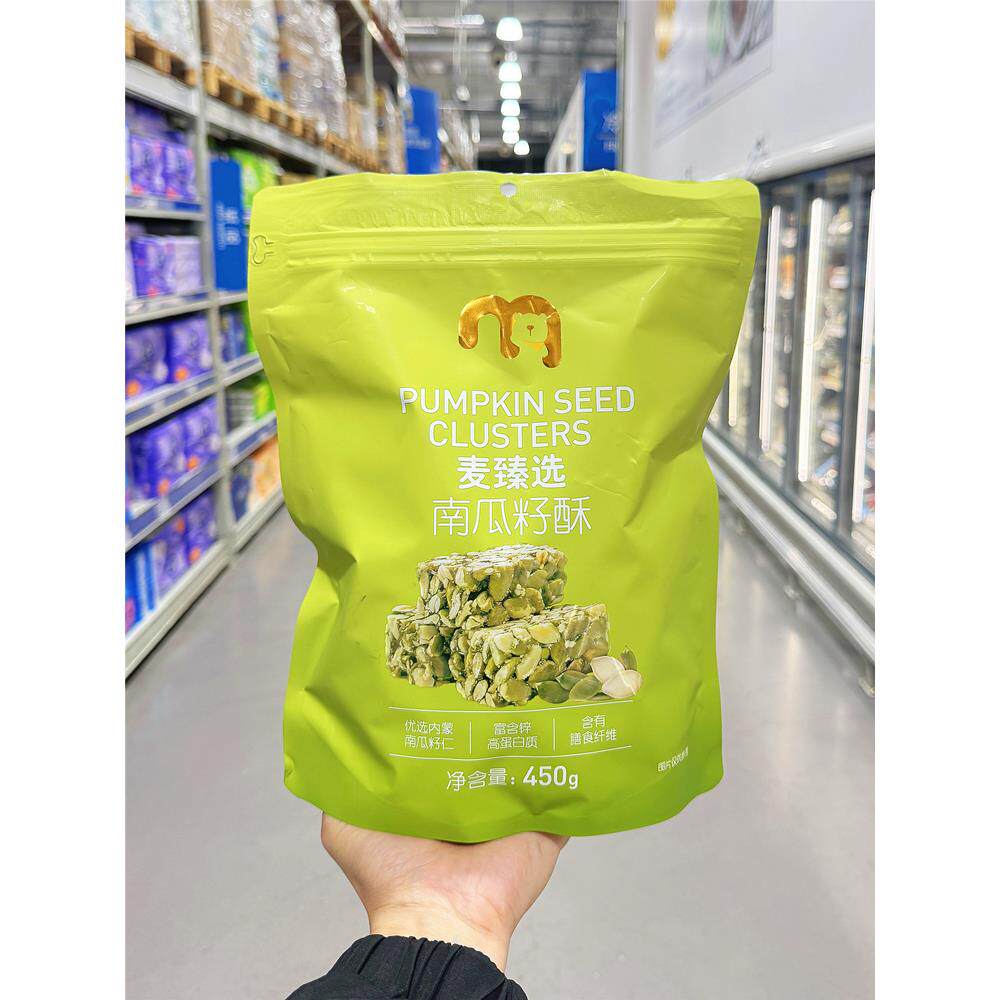 PUMPKIN SEED
CLUSTERS
麦臻选
南瓜籽酥
优选内蒙
南瓜籽仁
富含锌
高蛋白质
含有
膳食纤维
净含量：450g